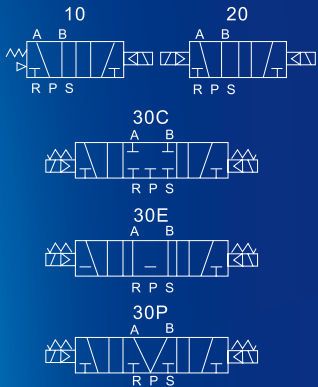 10 20
A B A B
R P S R P S
30C
A B
R P S
30E
A B
R P S
30P
A B
R P S